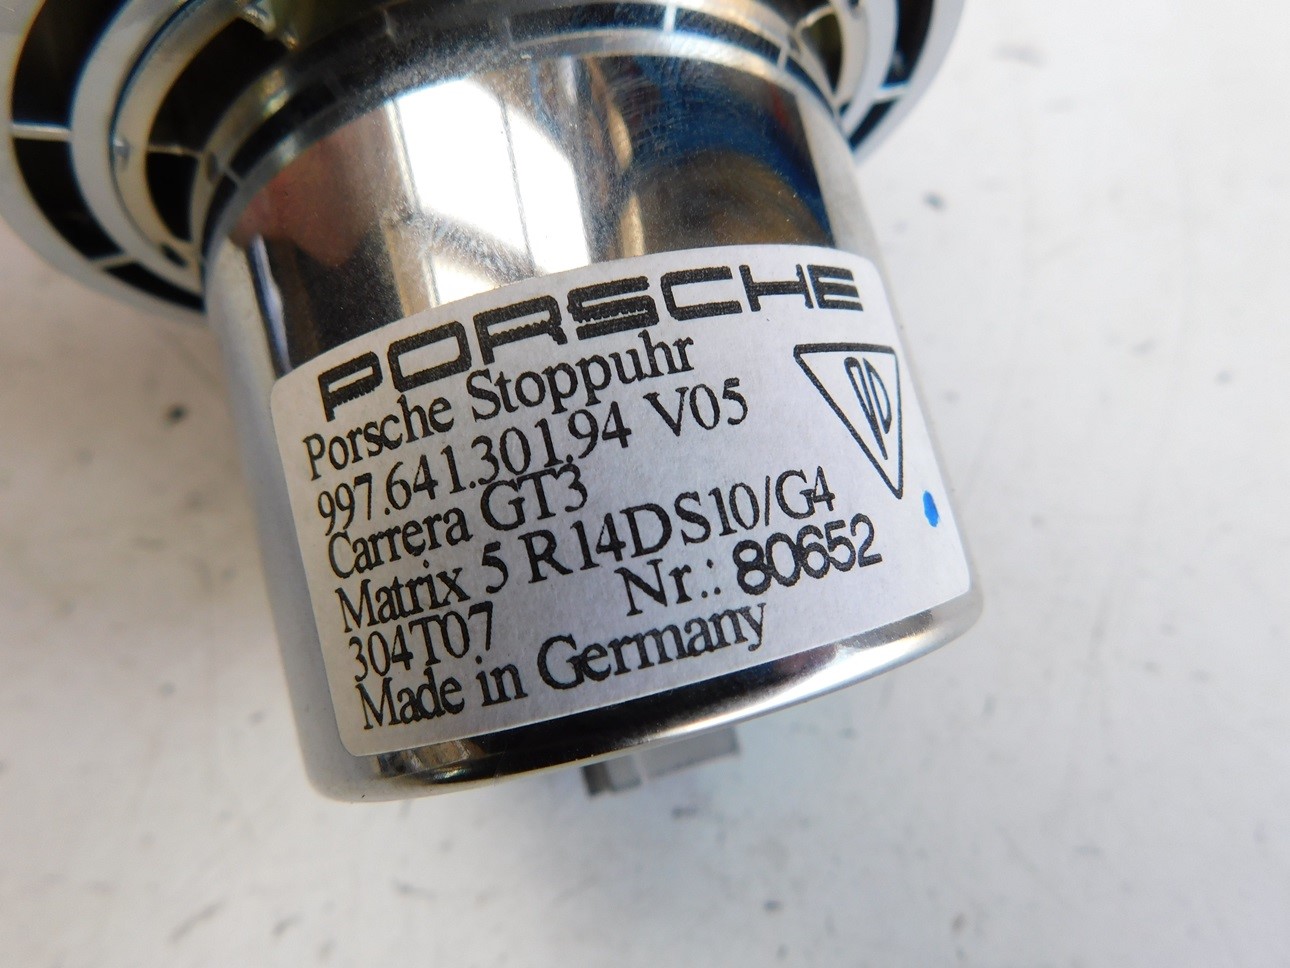 PORSCHE
Porsche Stoppuhr
997.641.301.94 V05
Carrera GT3
Matrix 5 R14DS10/G4
304T07 Nr.: 80652
Made in Germany